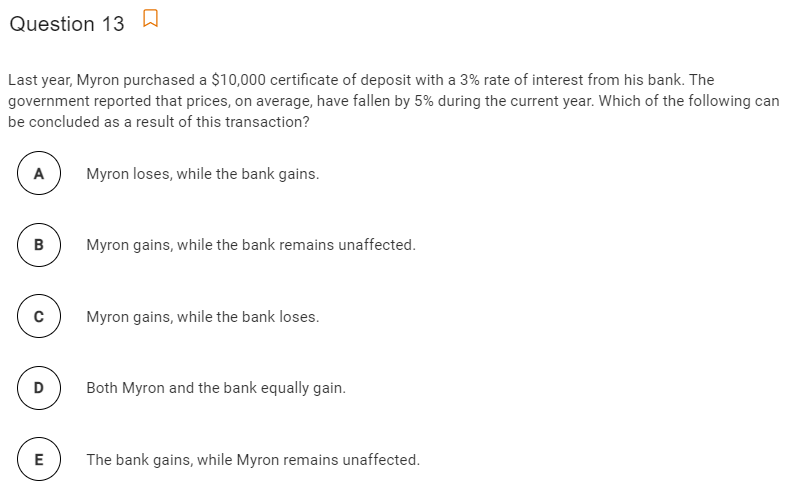 Question 13
Last year, Myron purchased a $10,000 certificate of deposit with a 3% rate of interest from his bank. The
government reported that prices, on average, have fallen by 5% during the current year. Which of the following can
be concluded as a result of this transaction?
A Myron loses, while the bank gains.
B Myron gains, while the bank remains unaffected.
C Myron gains, while the bank loses.
D Both Myron and the bank equally gain.
E The bank gains, while Myron remains unaffected.